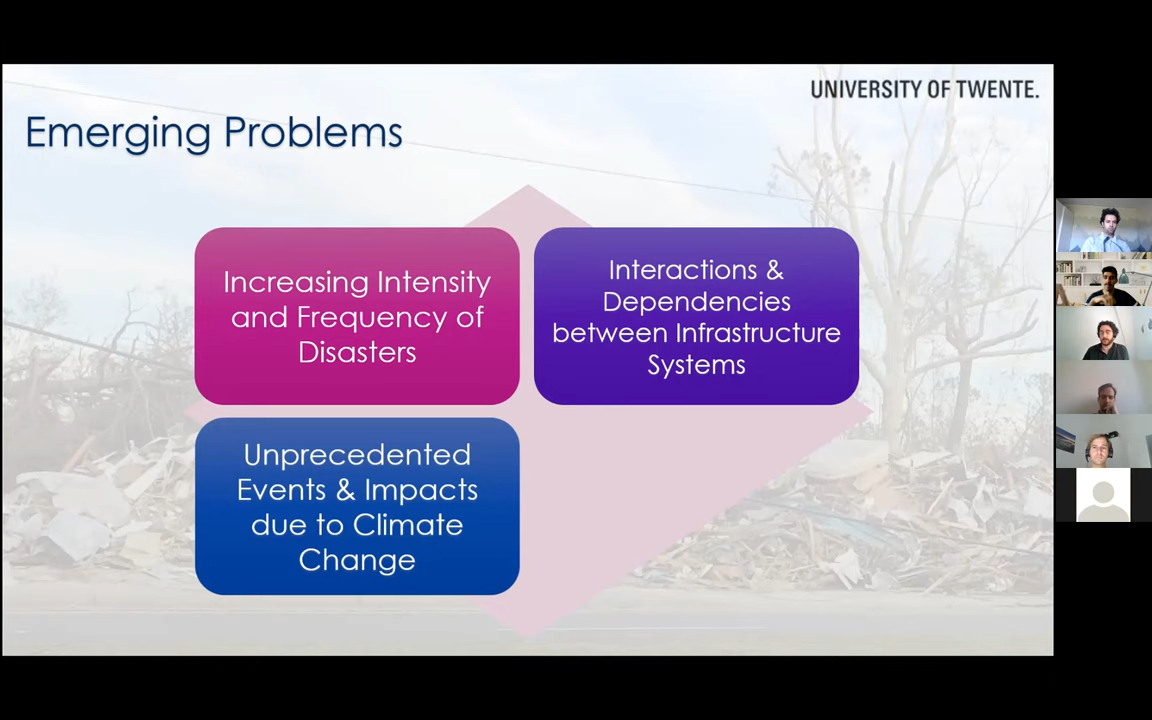 UNIVERSITY OF TWENTE.
Emerging Problems
Increasing Intensity
and Frequency of
Disasters
Interactions &
Dependencies
between Infrastructure
Systems
Unprecedented
Events & Impacts
due to Climate
Change